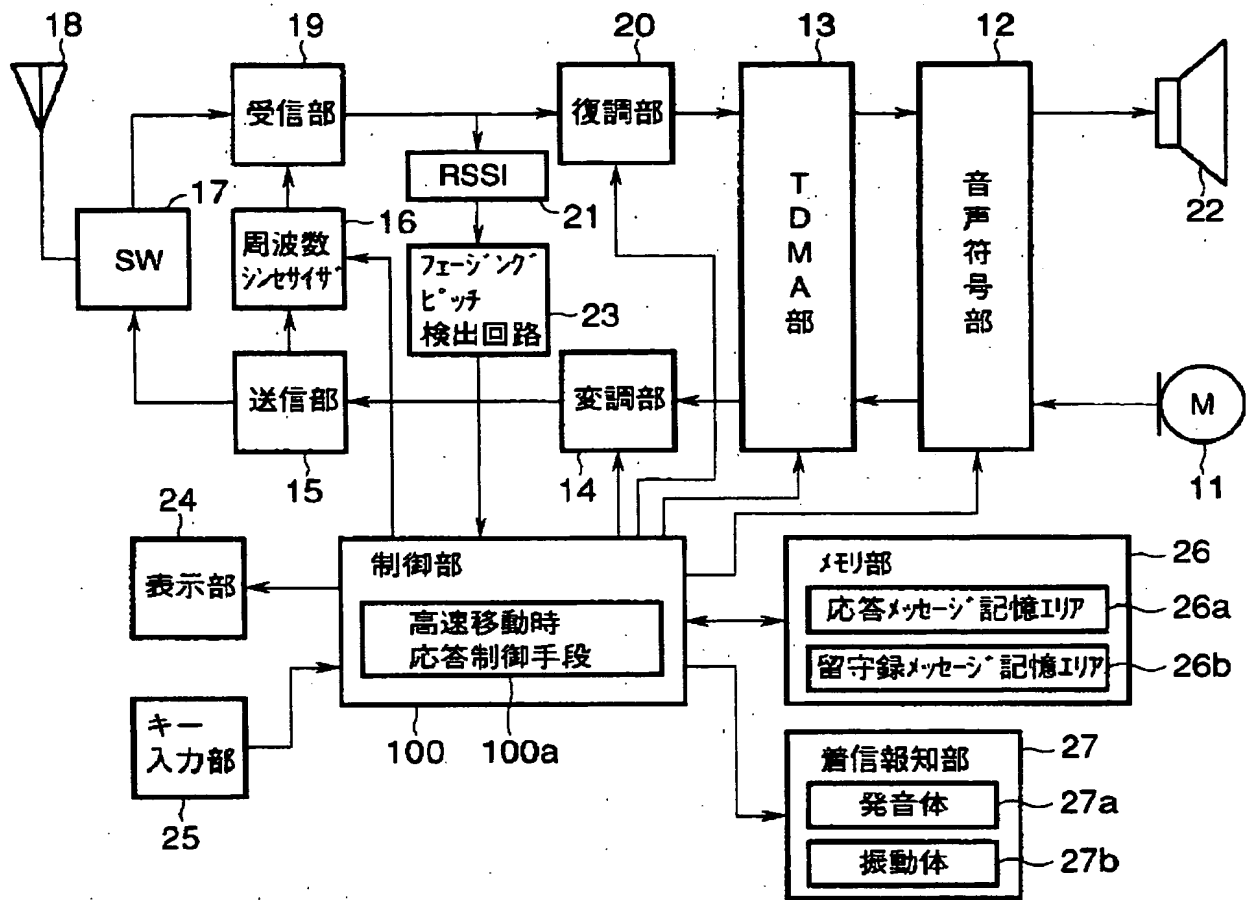 18
19
20
13
12
受信部
復調部
TDMA部
音声符号部
22
RSSI
21
17
SW
16
周波数
シンセサイザ
フェージング
ピッチ
検出回路
23
送信部
15
変調部
14
M
11
24
表示部
制御部
高速移動時
応答制御手段
100
100a
キー
入力部
25
メモリ部
26
応答メッセージ記憶エリア
26a
留守録メッセージ記憶エリア
26b
着信報知部
27
発音体
27a
振動体
27b